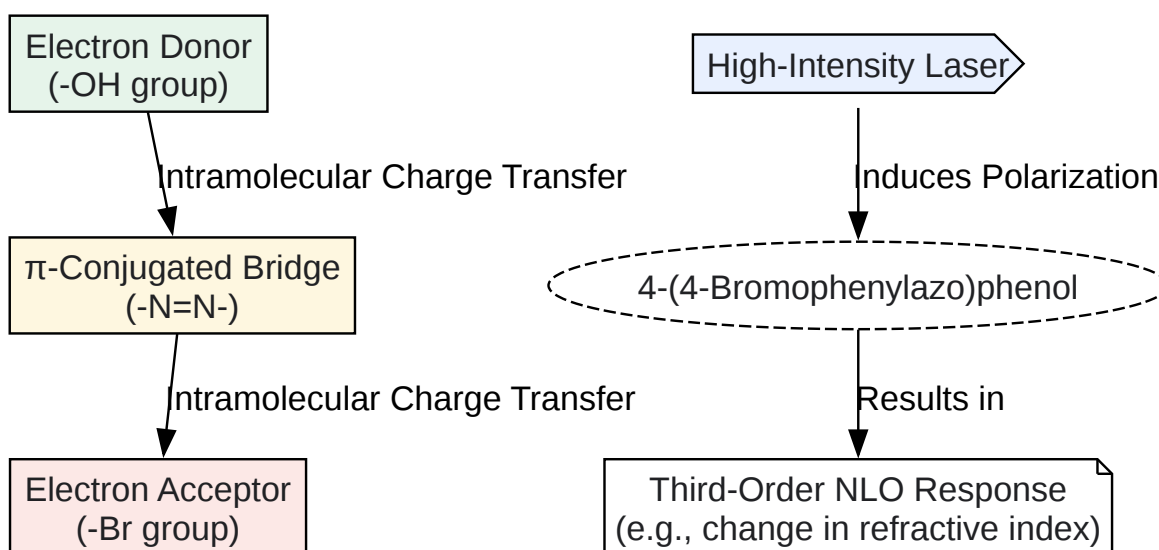 Electron Donor
(-OH group)
Intramolecular Charge Transfer
π-Conjugated Bridge
(-N=N-)
Intramolecular Charge Transfer
Electron Acceptor
(-Br group)
High-Intensity Laser
Induces Polarization
4-(4-Bromophenylazo)phenol
Results in
Third-Order NLO Response
(e.g., change in refractive index)